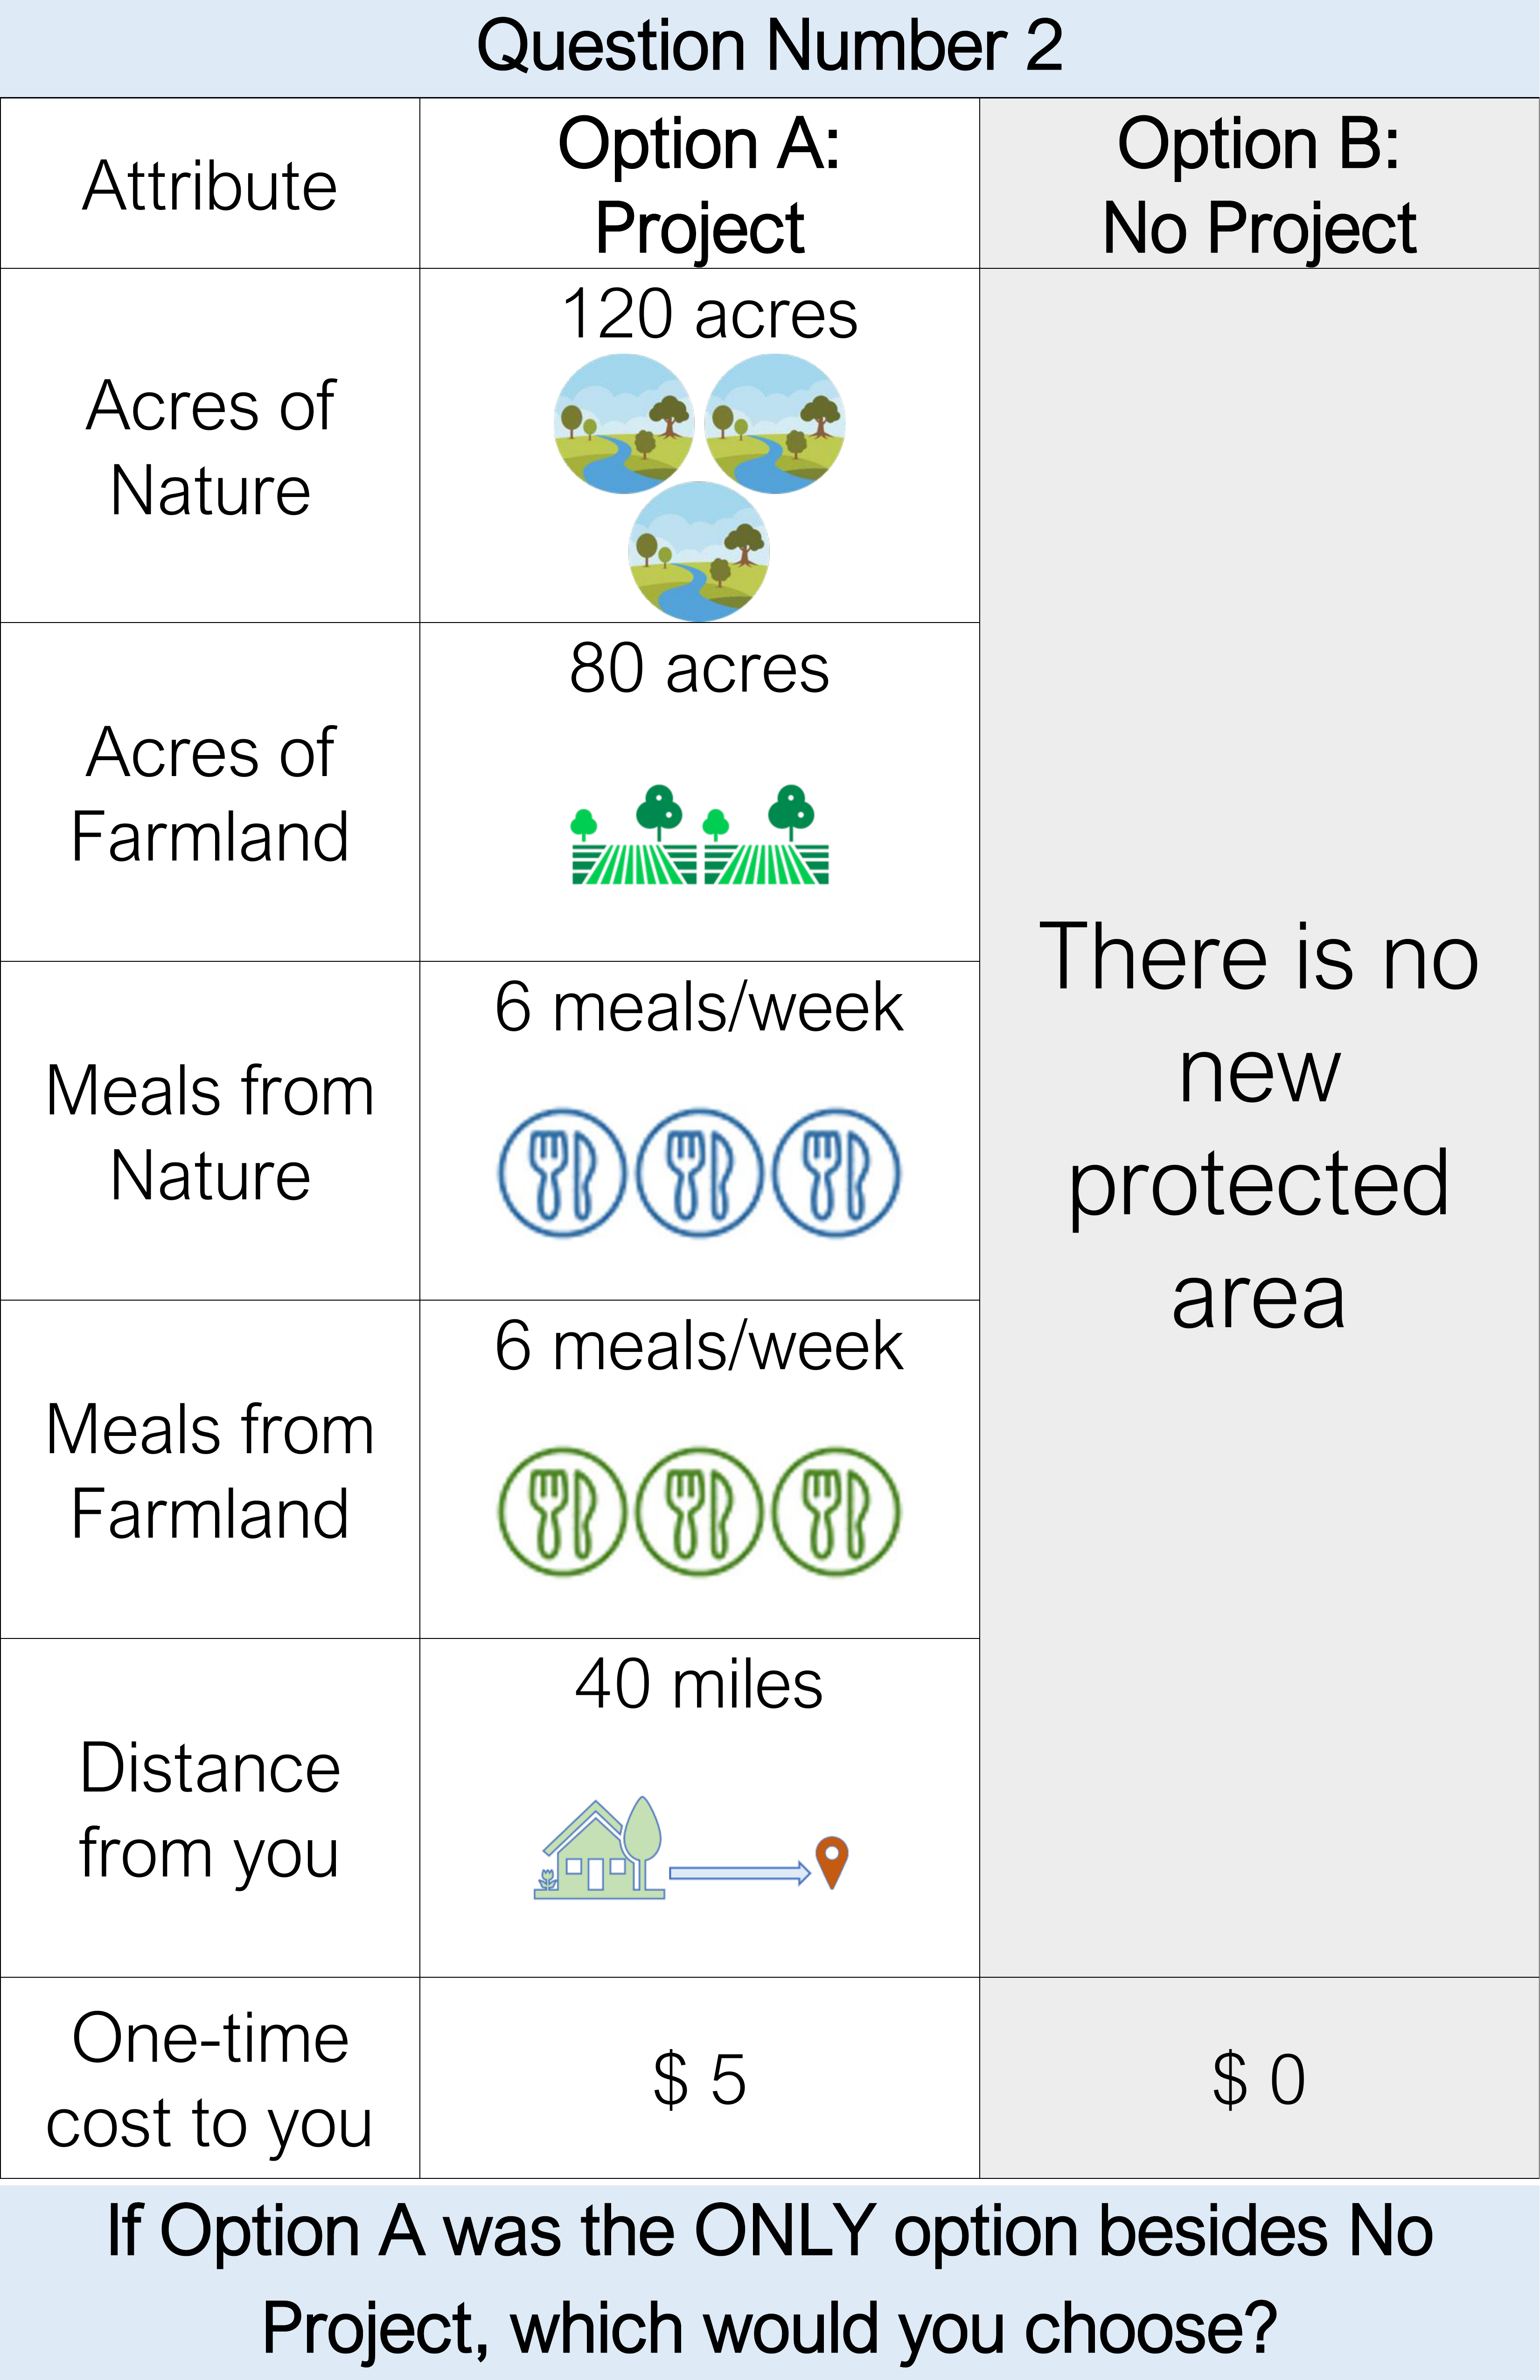 Question Number 2
Attribute
Option A:
Project
Option B:
No Project
Acres of
Nature
120 acres
Acres of
Farmland
80 acres
Meals from
Nature
6 meals/week
Meals from
Farmland
6 meals/week
Distance
from you
40 miles
There is no
new
protected
area
One-time
cost to you
$ 5
$ 0
If Option A was the ONLY option besides No
Project, which would you choose?